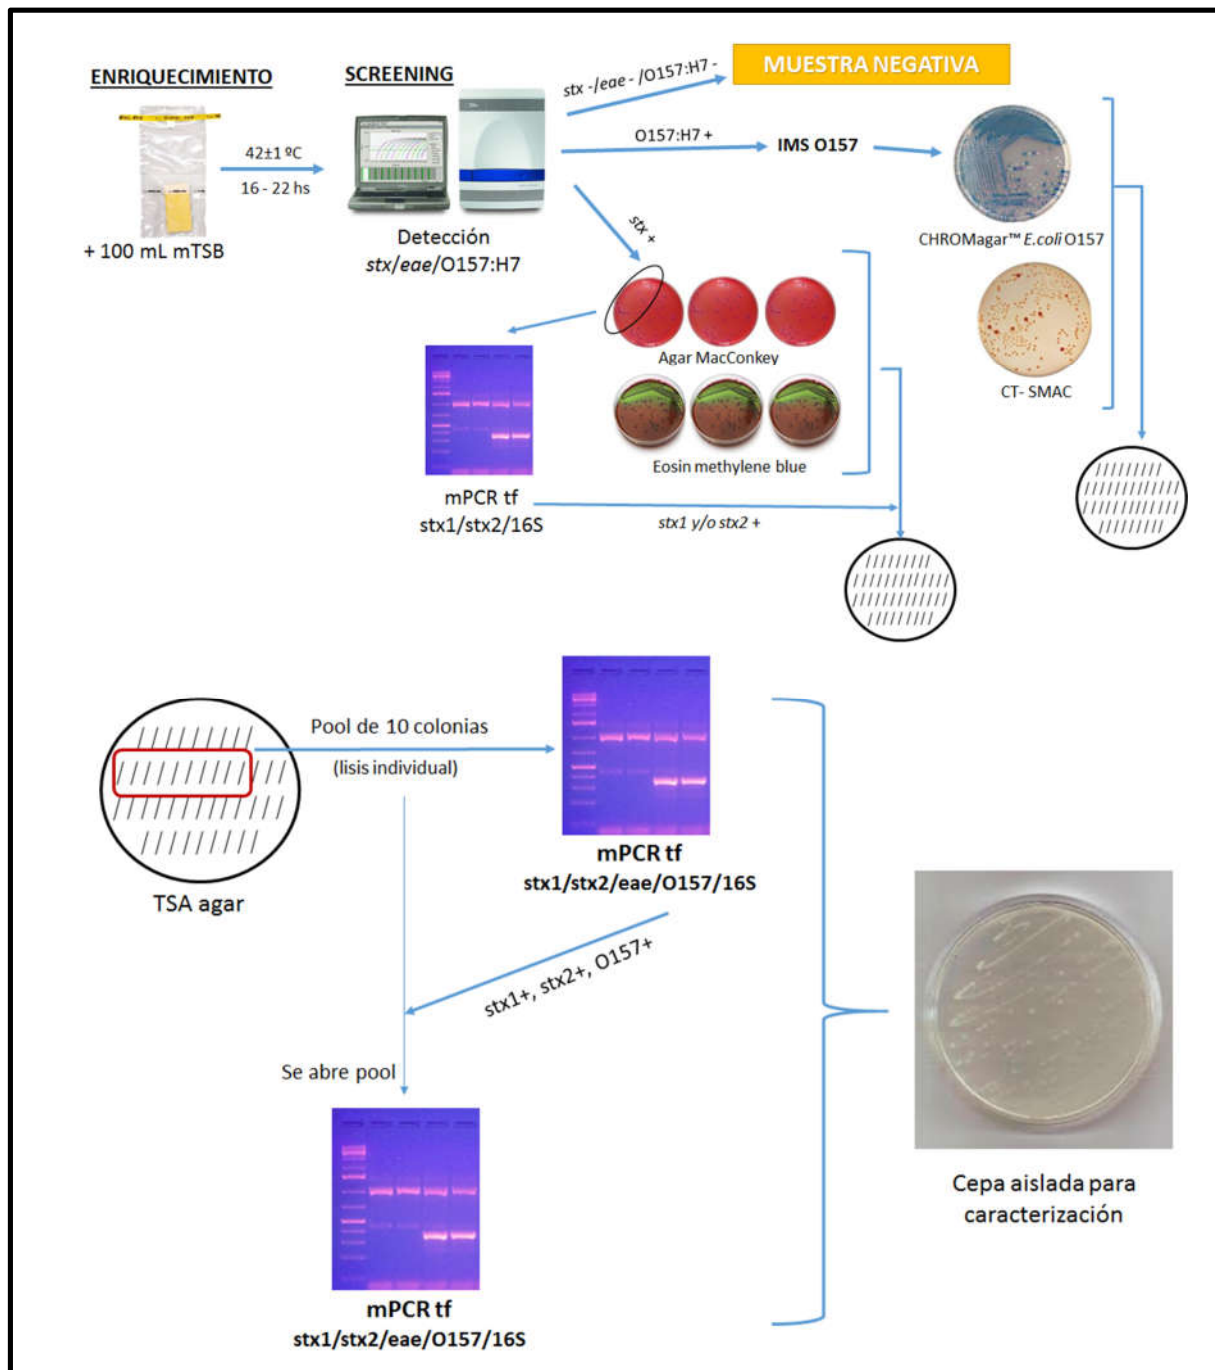 ENRIQUECIMIENTO
SCREENING
stx -/eae - /O157:H7 -
MUESTRA NEGATIVA
42±1 ºC
16 - 22 hs
O157:H7 +
IMS O157
+ 100 mL mTSB
Detección
stx/eae/O157:H7
stx +
CHROMagar™ E.coli O157
Agar MacConkey
CT- SMAC
Eosin methylene blue
mPCR tf
stx1/stx2/16S
stx1 y/o stx2 +
Pool de 10 colonias
(lisis individual)
TSA agar
mPCR tf
stx1/stx2/eae/O157/16S
stx1+, stx2+, O157+
Se abre pool
mPCR tf
stx1/stx2/eae/O157/16S
Cepa aislada para
caracterización